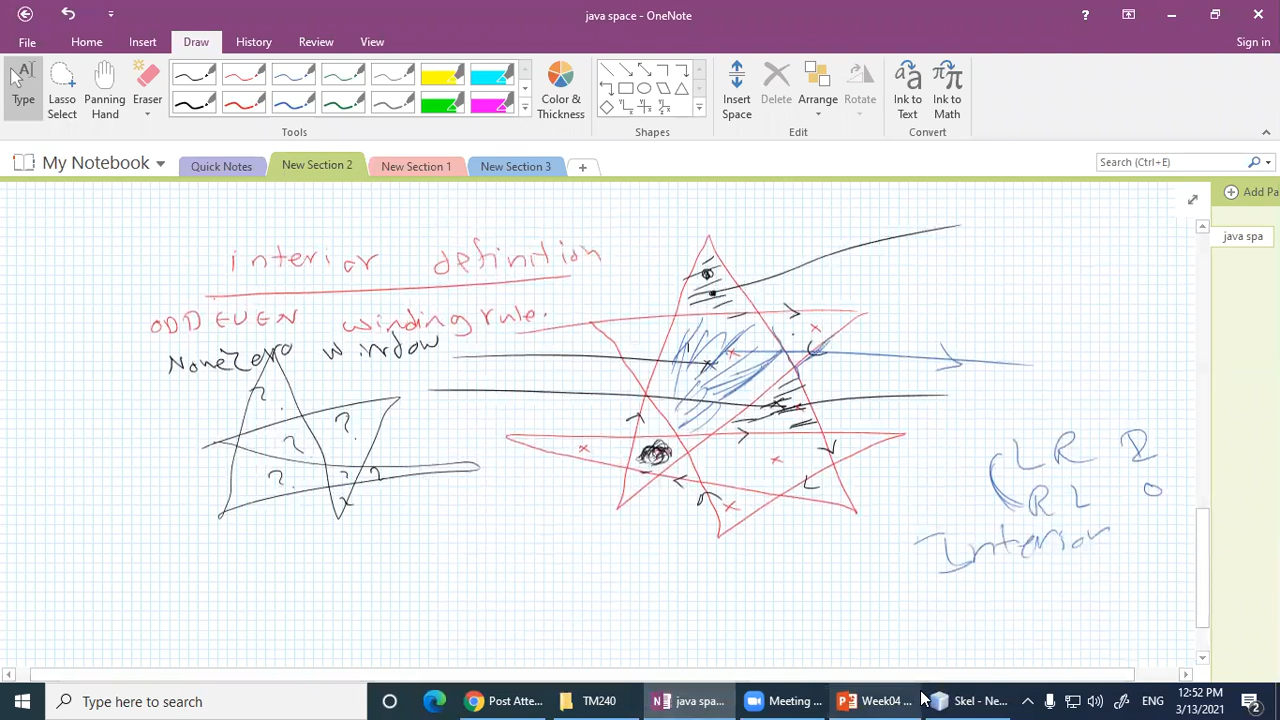 java space - OneNote
File Home Insert Draw History Review View
Sign in
Type
Lasso Select
Panning Hand
Eraser
Color & Thickness
Insert Space
Delete
Arrange
Rotate
Ink to Text
Ink to Math
Tools
Shapes
Edit
Convert
My Notebook
Quick Notes
New Section 2
New Section 1
New Section 3
Search (Ctrl+E)
Add Pa
java spa
interior definition
ODD EVEN winding rule.
NoneZero window
? ? ? ? ? ?
L R 2
R L 0
Interior
Type here to search
Post Atte...
TM240
java spa...
Meeting ...
Week04 ...
Skel - Ne...
ENG
12:52 PM
3/13/2021
2